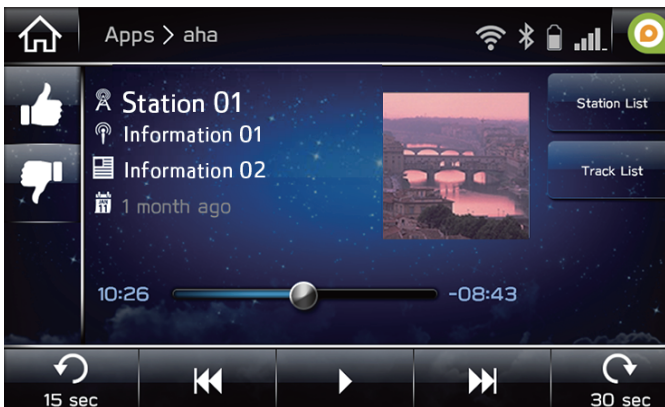 Apps > aha
Station 01
Information 01
Information 02
11
1 month ago
Station List
Track List
10:26
-08:43
15 sec
30 sec